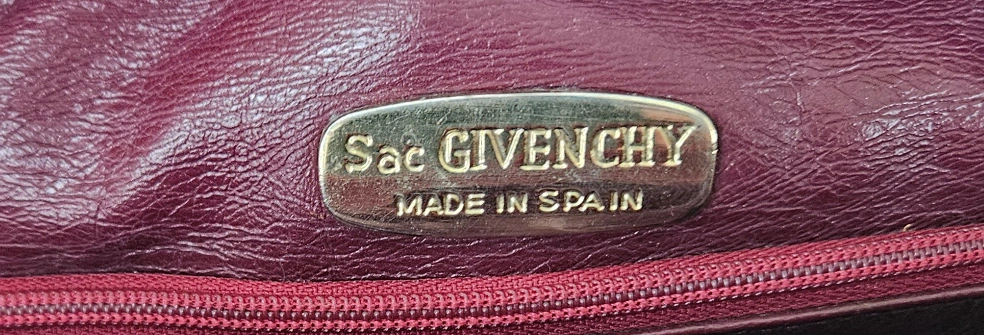 Sac GIVENCHY
MADE IN SPAIN